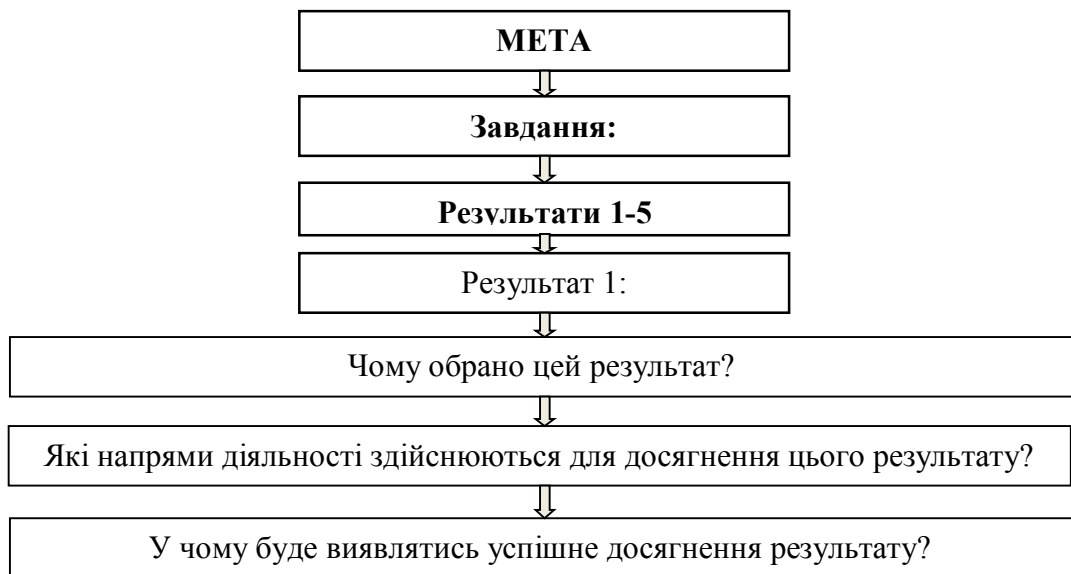 МЕТА
Завдання:
Результати 1-5
Результат 1:
Чому обрано цей результат?
Які напрями діяльності здійснюються для досягнення цього результату?
У чому буде виявлятись успішне досягнення результату?